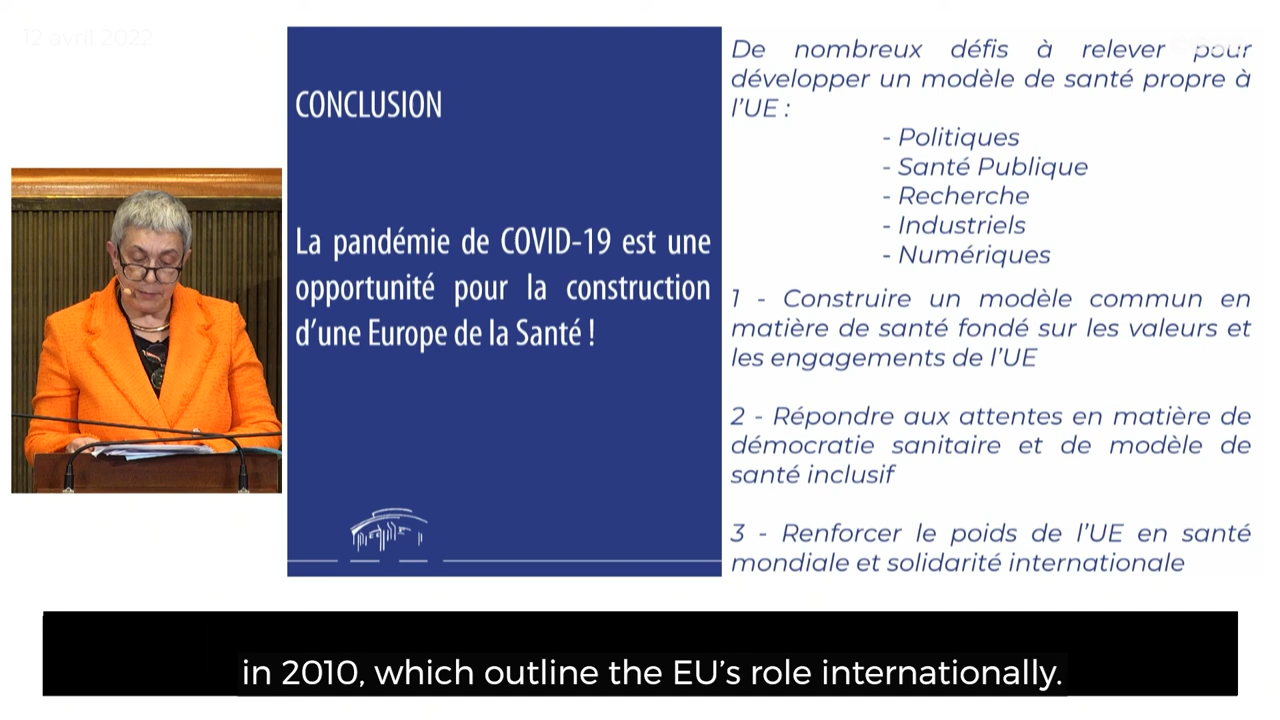 12 avril 2022
CONCLUSION
La pandémie de COVID-19 est une
opportunité pour la construction
d'une Europe de la Santé !
De nombreux défis à relever pour
développer un modèle de santé propre à
l'UE :
- Politiques
- Santé Publique
- Recherche
- Industriels
- Numériques
1 - Construire un modèle commun en
matière de santé fondé sur les valeurs et
les engagements de l'UE
2 - Répondre aux attentes en matière de
démocratie sanitaire et de modèle de
santé inclusif
3 - Renforcer le poids de l'UE en santé
mondiale et solidarité internationale
in 2010, which outline the EU's role internationally.